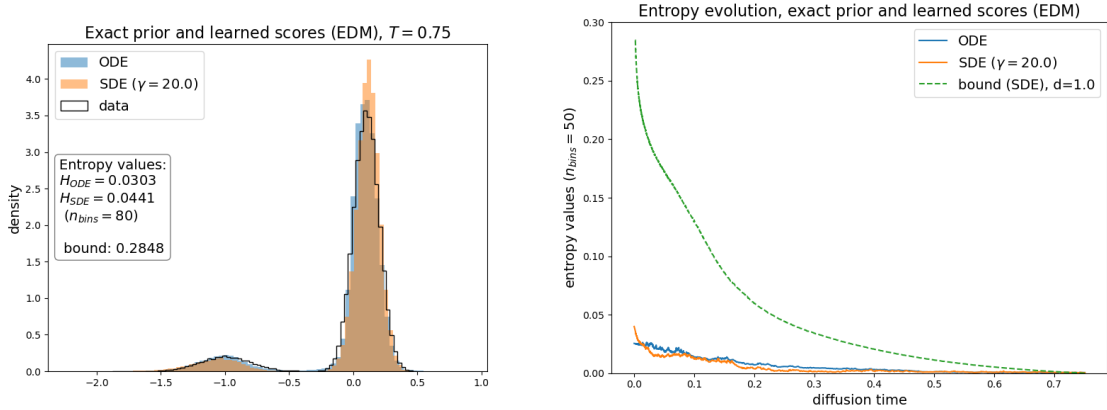 Exact prior and learned scores (EDM), T = 0.75
ODE
SDE (γ = 20.0)
data
Entropy values:
H_ODE = 0.0303
H_SDE = 0.0441
(n_bins = 80)
bound: 0.2848
density
4.0
3.5
3.0
2.5
2.0
1.5
1.0
0.5
0.0
−2.0
−1.5
−1.0
−0.5
0.0
0.5
1.0
Entropy evolution, exact prior and learned scores (EDM)
ODE
SDE (γ = 20.0)
bound (SDE), d=1.0
entropy values (n_bins = 50)
0.30
0.25
0.20
0.15
0.10
0.05
0.00
0.0
0.1
0.2
0.3
0.4
0.5
0.6
0.7
diffusion time